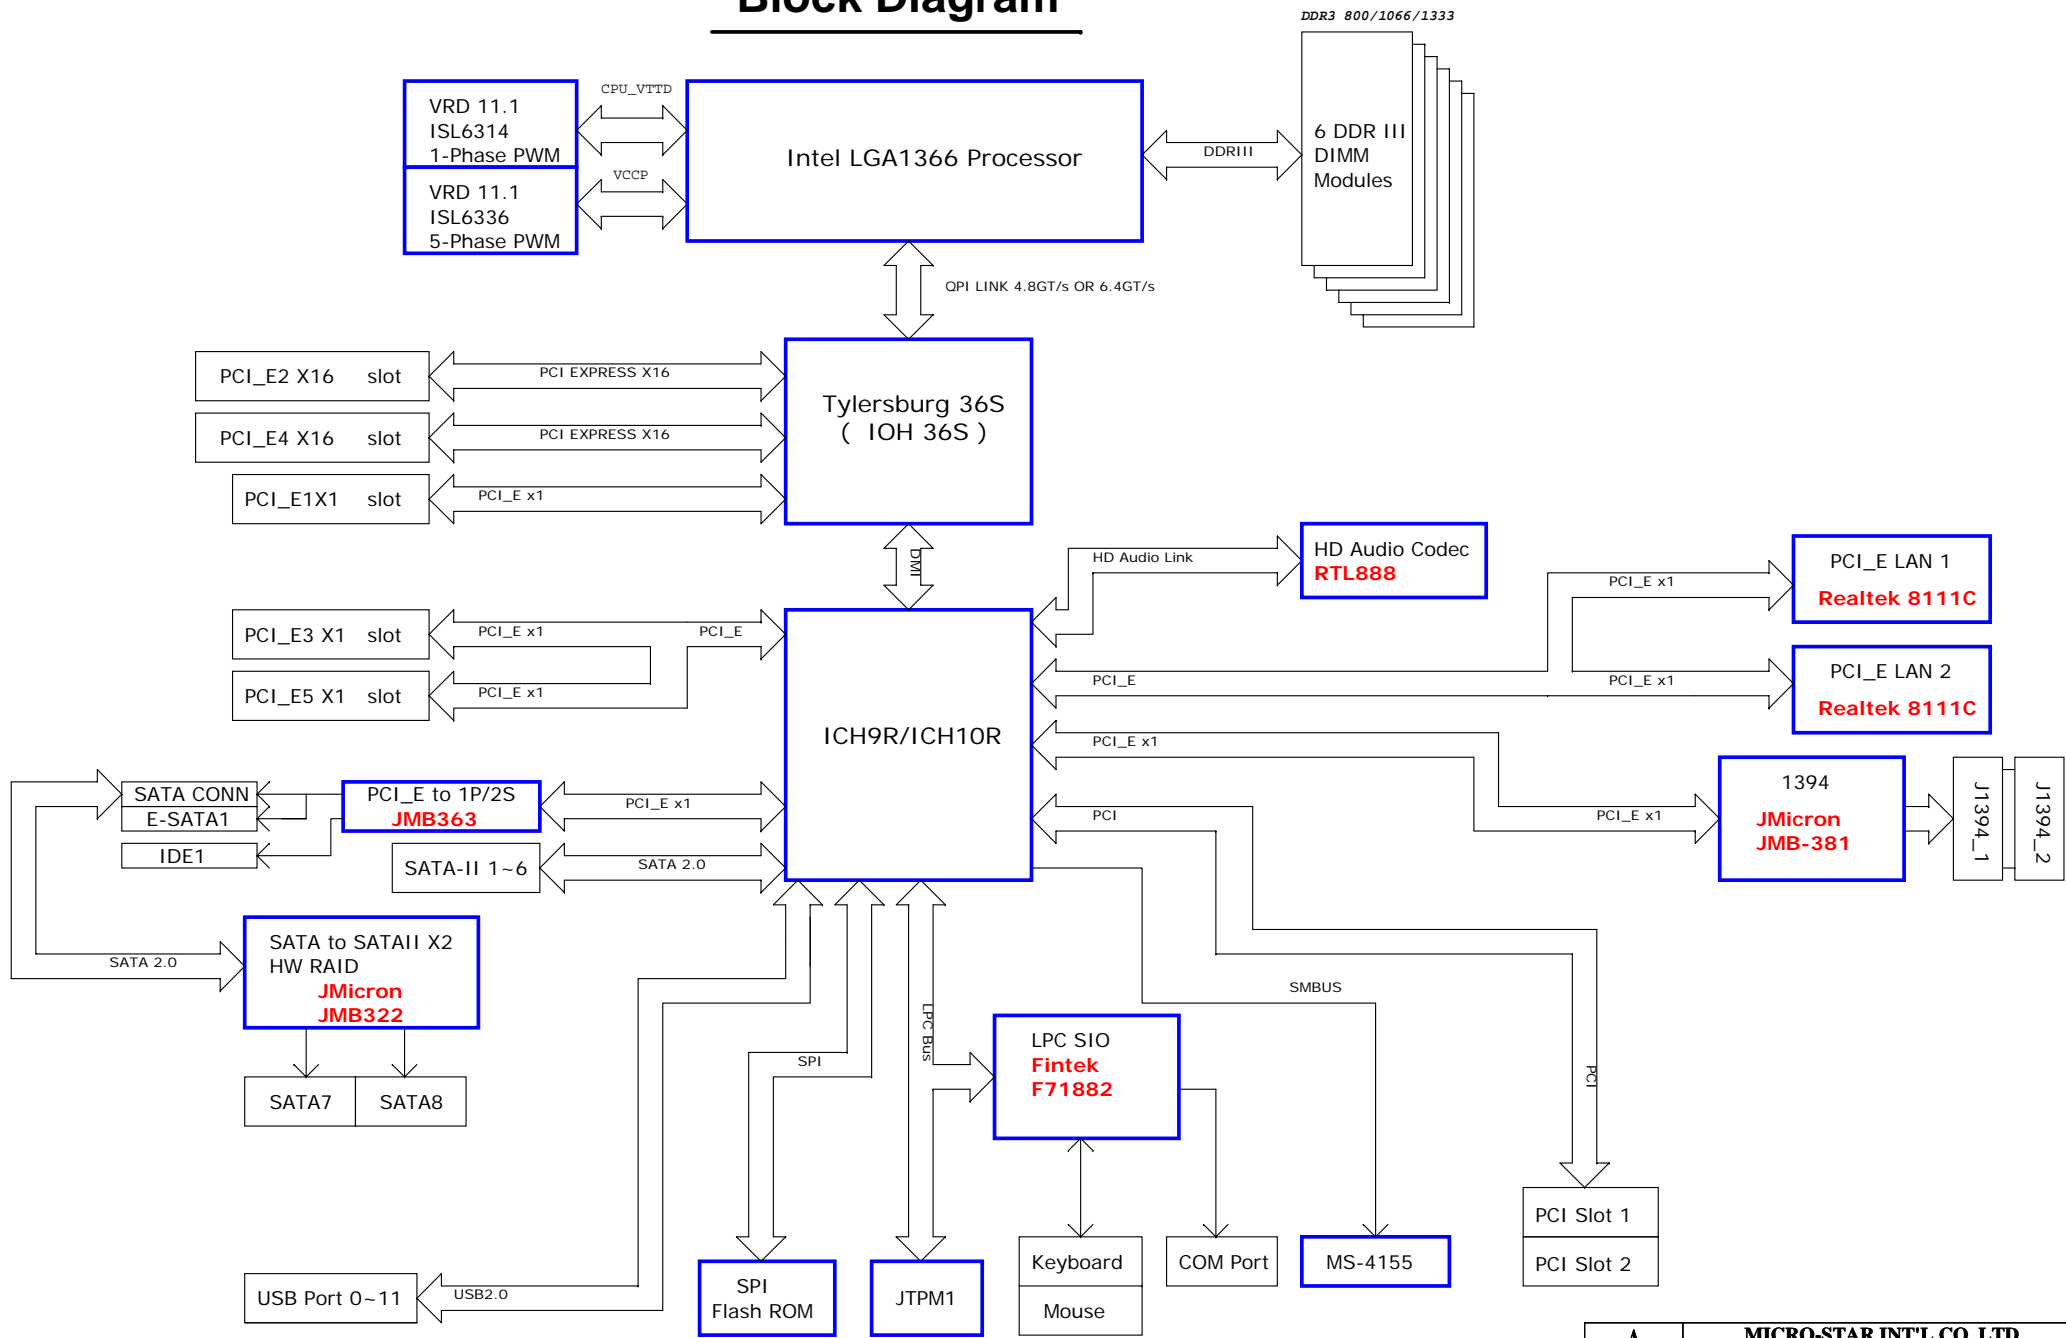 Block Diagram
DDR3 800/1066/1333
VRD 11.1
ISL6314
1-Phase PWM
CPU_VTTD
VRD 11.1
ISL6336
5-Phase PWM
VCCP
Intel LGA1366 Processor
DDRIII
6 DDR III
DIMM
Modules
QPI LINK 4.8GT/s OR 6.4GT/s
PCI_E2 X16 slot
PCI EXPRESS X16
PCI_E4 X16 slot
PCI EXPRESS X16
PCI_E1X1 slot
PCI_E x1
Tylersburg 36S
( IOH 36S )
DMI
HD Audio Link
HD Audio Codec
RTL888
PCI_E x1
PCI_E LAN 1
Realtek 8111C
PCI_E3 X1 slot
PCI_E x1
PCI_E
PCI_E5 X1 slot
PCI_E x1
ICH9R/ICH10R
PCI_E
PCI_E x1
PCI_E LAN 2
Realtek 8111C
PCI_E x1
PCI_E x1
1394
JMicron
JMB-381
J1394_1
J1394_2
SATA CONN
E-SATA1
IDE1
PCI_E to 1P/2S
JMB363
PCI_E x1
PCI
SATA-II 1~6
SATA 2.0
SATA 2.0
SATA to SATAII X2
HW RAID
JMicron
JMB322
SATA7
SATA8
SMBUS
SPI
LPC Bus
LPC SIO
Fintek
F71882
PCI
USB Port 0~11
USB2.0
SPI
Flash ROM
JTPM1
Keyboard
Mouse
COM Port
MS-4155
PCI Slot 1
PCI Slot 2
MICRO-STAR INT'L CO.,LTD